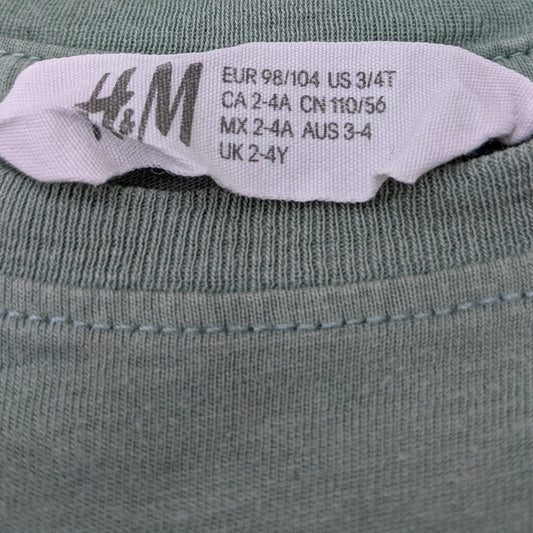 H&M
EUR 98/104 US 3/4T
CA 2-4A CN 110/56
MX 2-4A AUS 3-4
UK 2-4Y